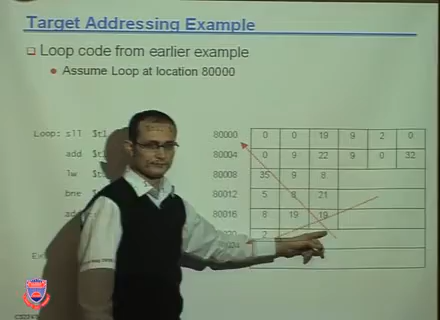 Target Addressing Example
Loop code from earlier example
Assume Loop at location 80000
Loop: sll 80000 0 0 19 9 2 0
add 80004 0 9 22 9 0 32
lw 80008 35 9 8
bne 80012 5 8 21
80016 8 19 19
2